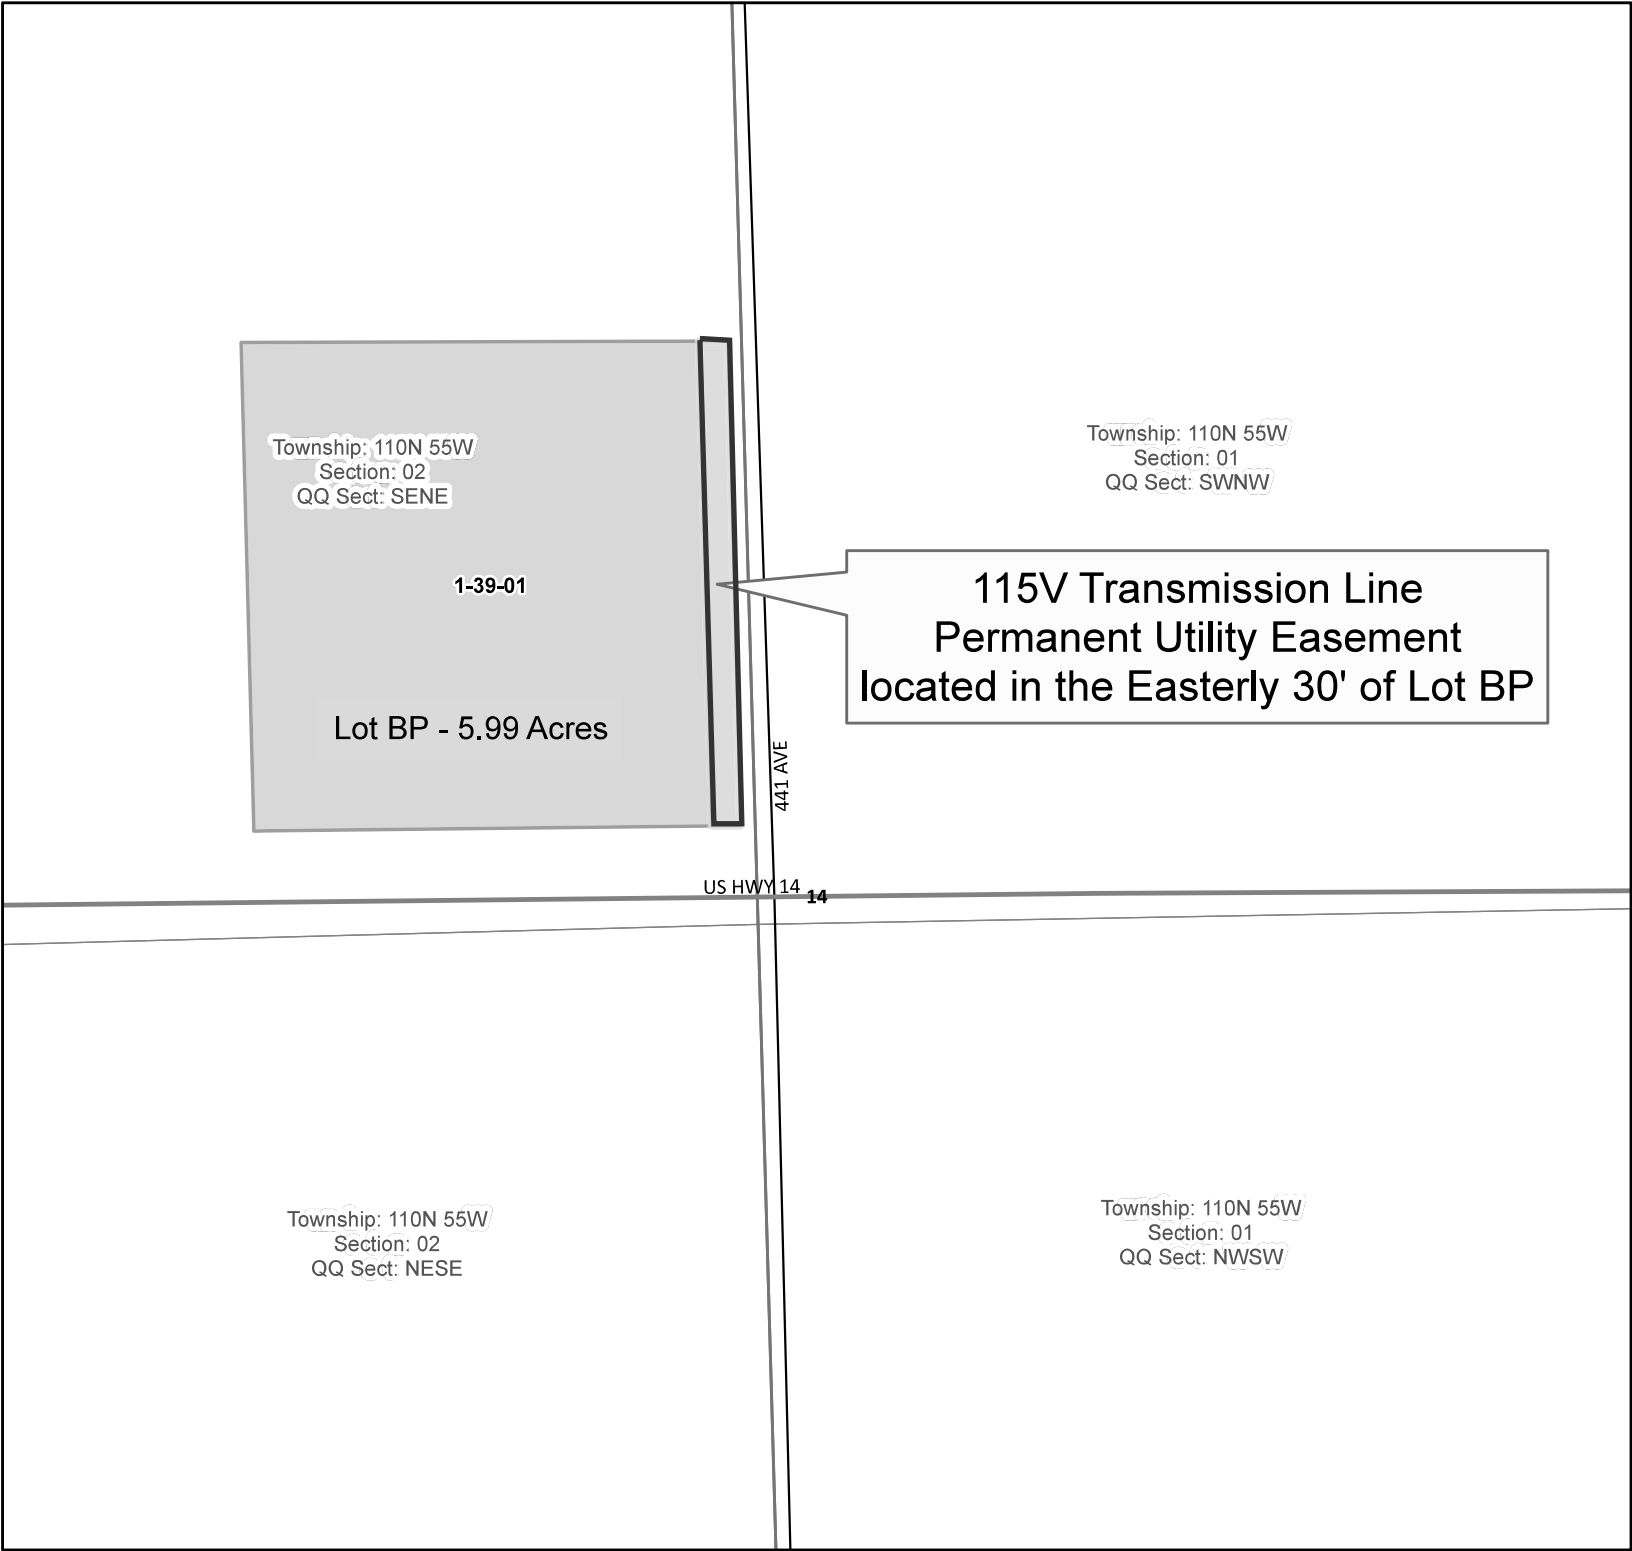 Township: 110N 55W
Section: 02
QQ Sect: SENE
Township: 110N 55W
Section: 01
QQ Sect: SWNW
1-39-01
115V Transmission Line
Permanent Utility Easement
located in the Easterly 30' of Lot BP
Lot BP - 5.99 Acres
441 AVE
US HWY 14
14
Township: 110N 55W
Section: 02
QQ Sect: NESE
Township: 110N 55W
Section: 01
QQ Sect: NWSW